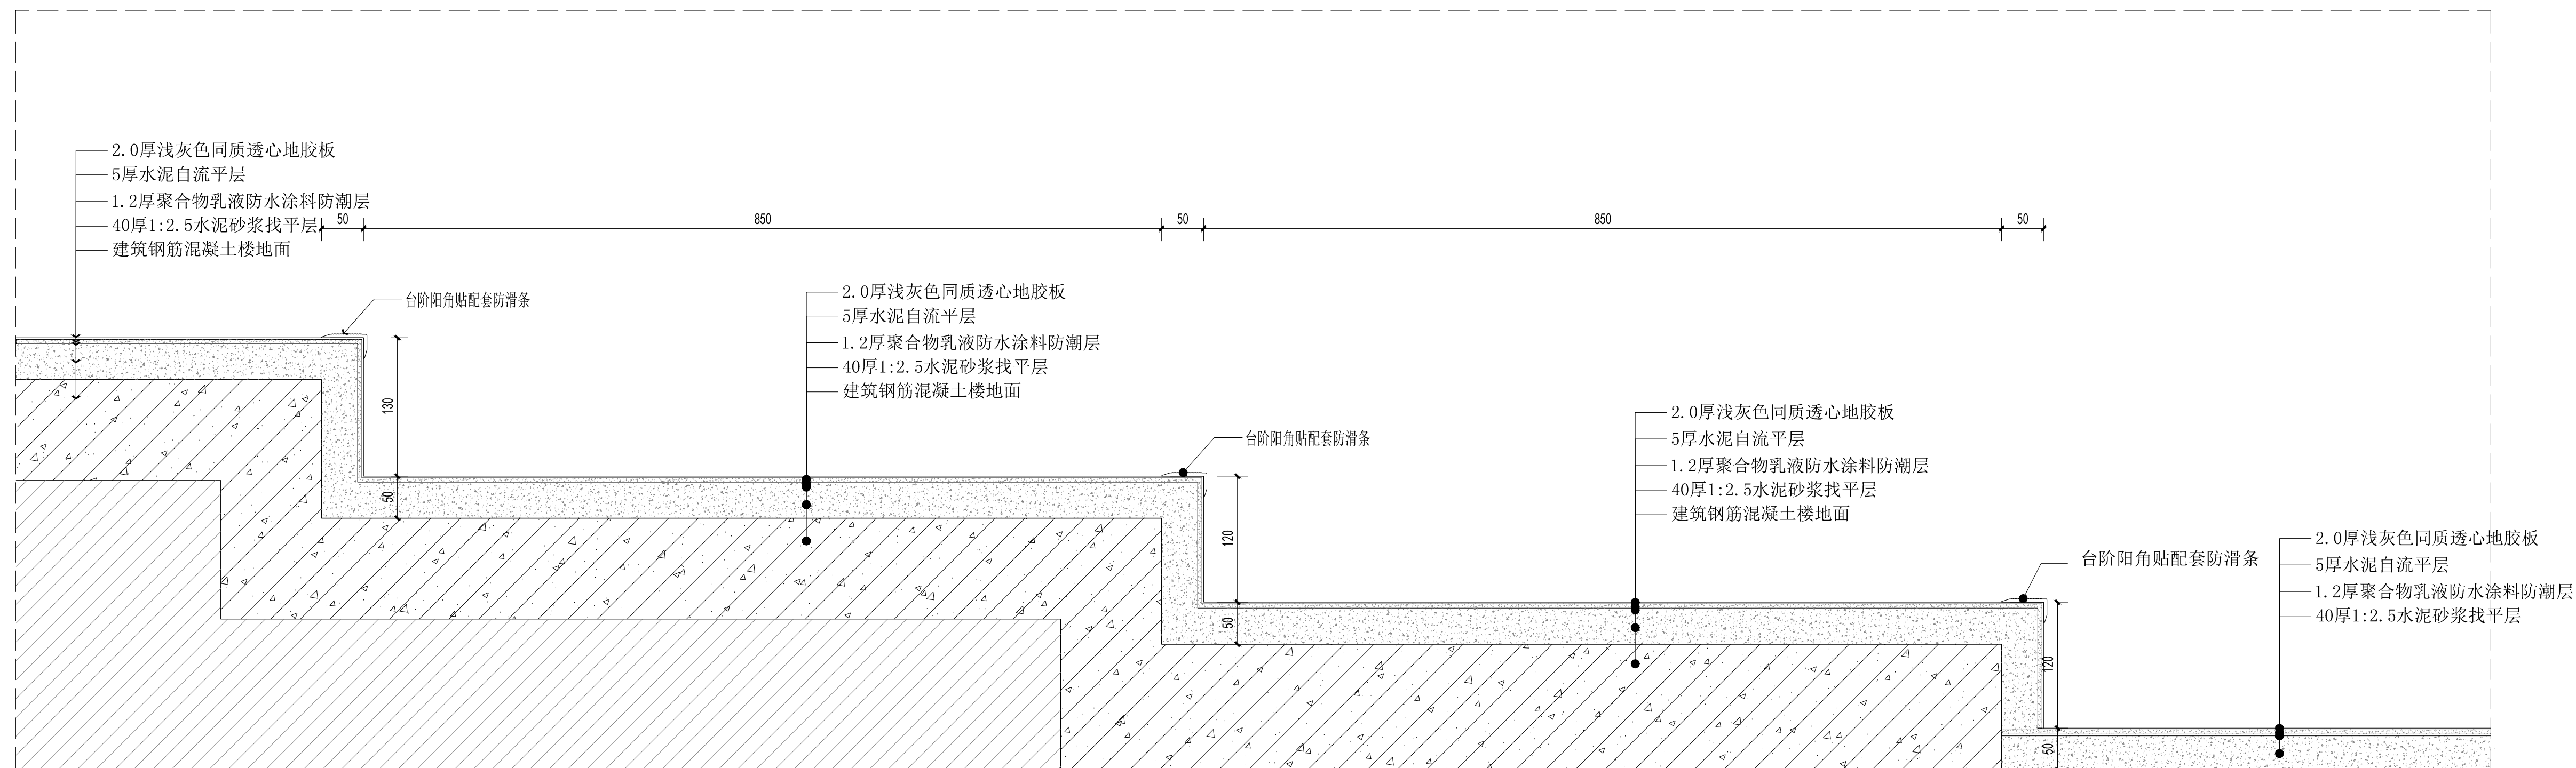 2.0厚浅灰色同质透心地胶板
5厚水泥自流平层
1.2厚聚合物乳液防水涂料防潮层
40厚1:2.5水泥砂浆找平层
建筑钢筋混凝土楼地面
50
850
50
850
50
台阶阳角贴配套防滑条
130
50
2.0厚浅灰色同质透心地胶板
5厚水泥自流平层
1.2厚聚合物乳液防水涂料防潮层
40厚1:2.5水泥砂浆找平层
建筑钢筋混凝土楼地面
台阶阳角贴配套防滑条
120
50
2.0厚浅灰色同质透心地胶板
5厚水泥自流平层
1.2厚聚合物乳液防水涂料防潮层
40厚1:2.5水泥砂浆找平层
建筑钢筋混凝土楼地面
台阶阳角贴配套防滑条
120
50
2.0厚浅灰色同质透心地胶板
5厚水泥自流平层
1.2厚聚合物乳液防水涂料防潮层
40厚1:2.5水泥砂浆找平层